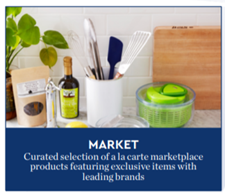 MARKET
Curated selection of a la carte marketplace
products featuring exclusive items with
leading brands